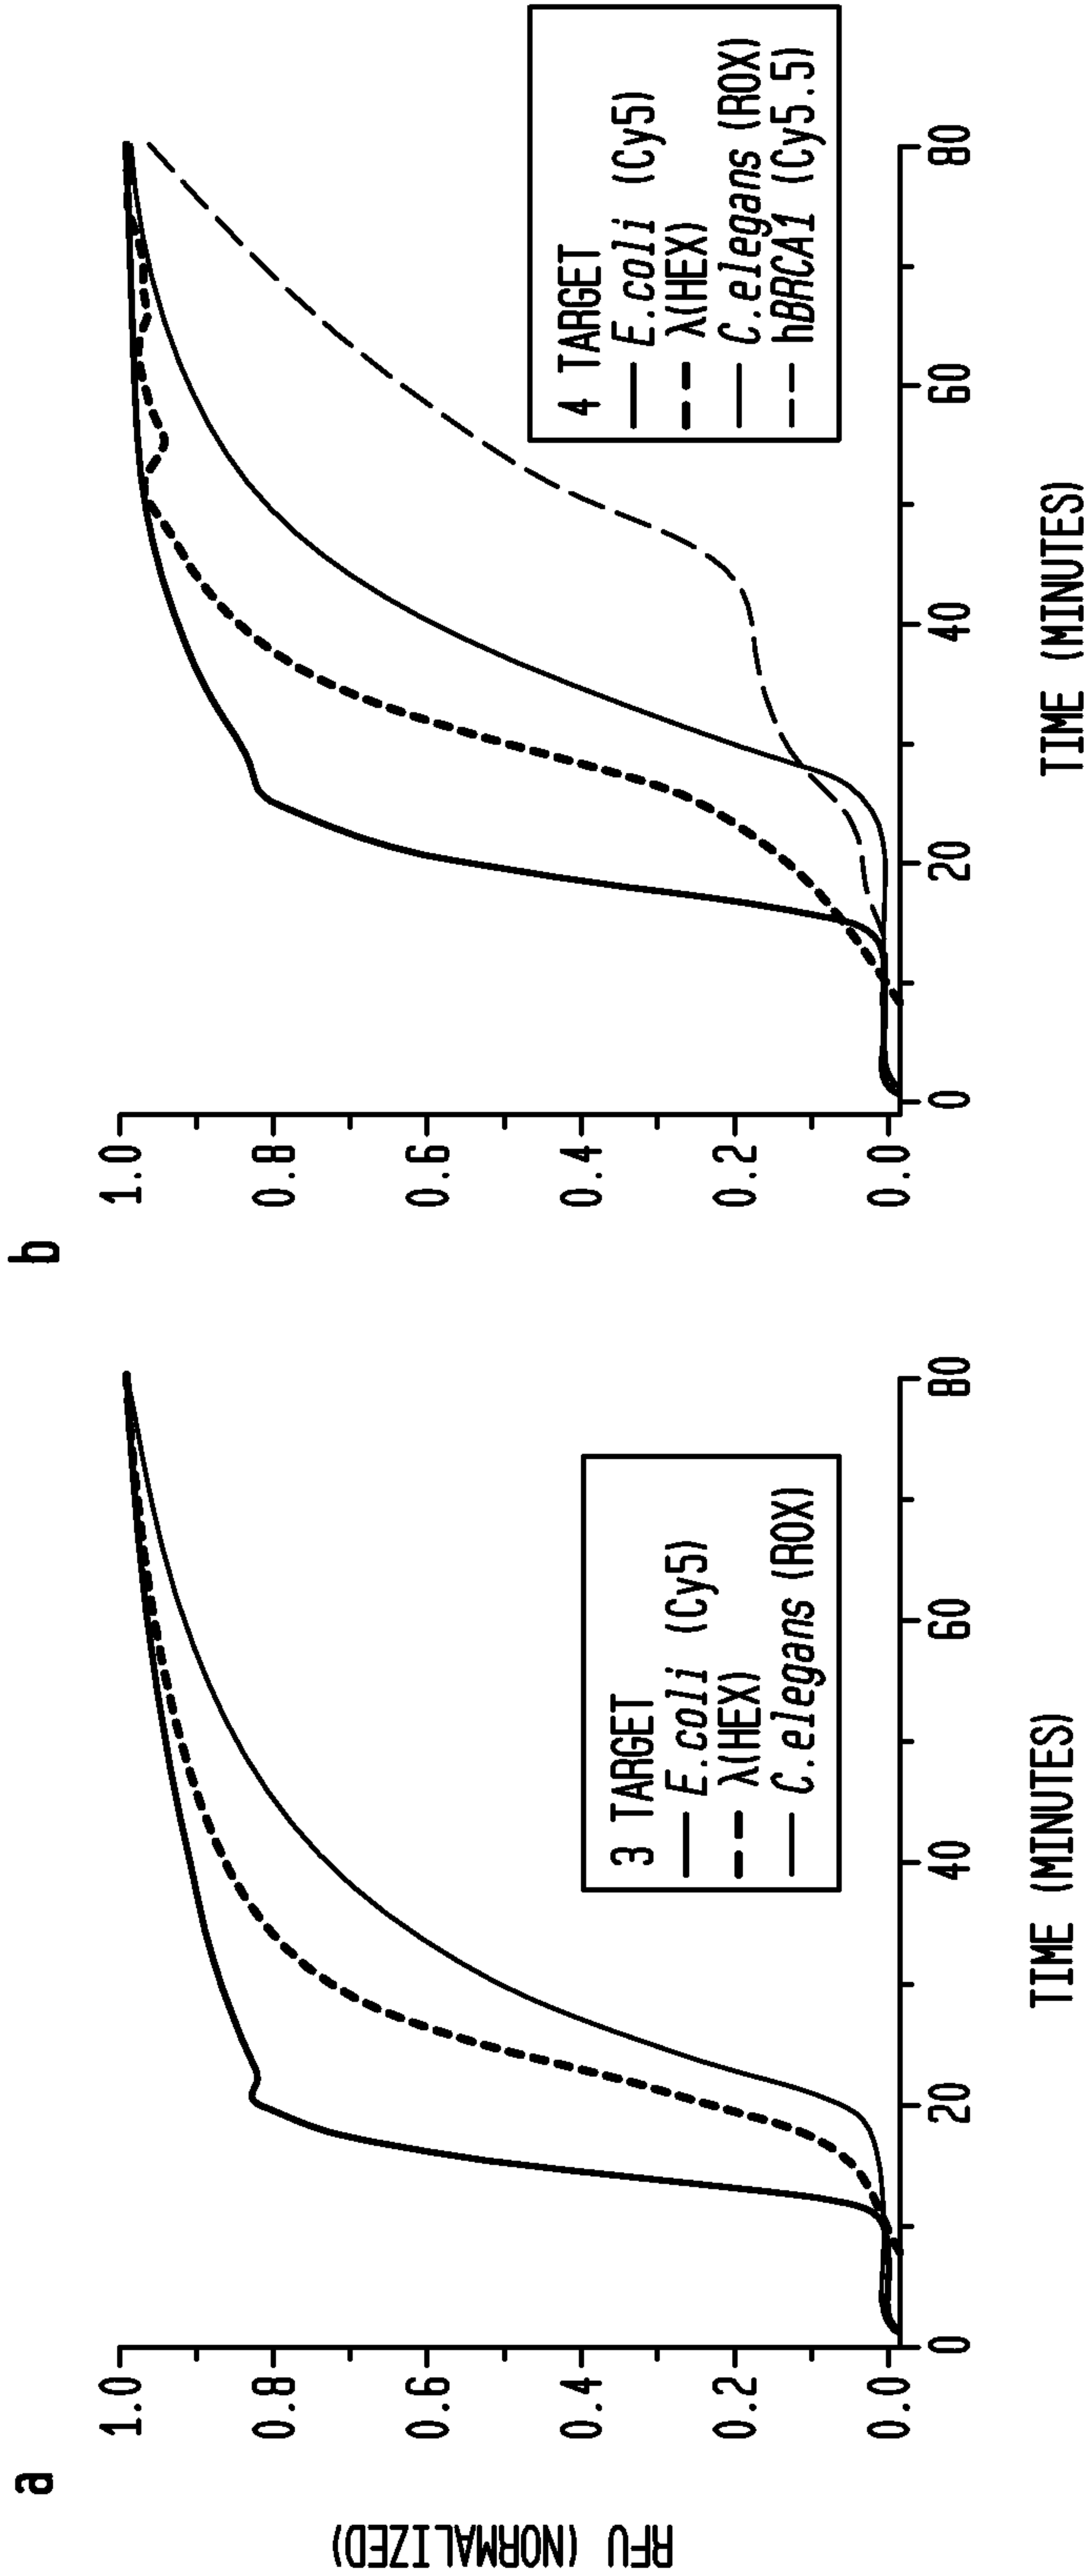 a
RFU (NORMALIZED)
1.0
0.8
0.6
0.4
0.2
0.0
0
20
40
60
80
TIME (MINUTES)
3 TARGET
E.coli (Cy5)
λ(HEX)
C.elegans (ROX)
b
1.0
0.8
0.6
0.4
0.2
0.0
0
20
40
60
80
TIME (MINUTES)
4 TARGET
E.coli (Cy5)
λ(HEX)
C.elegans (ROX)
hBRCA1 (Cy5.5)